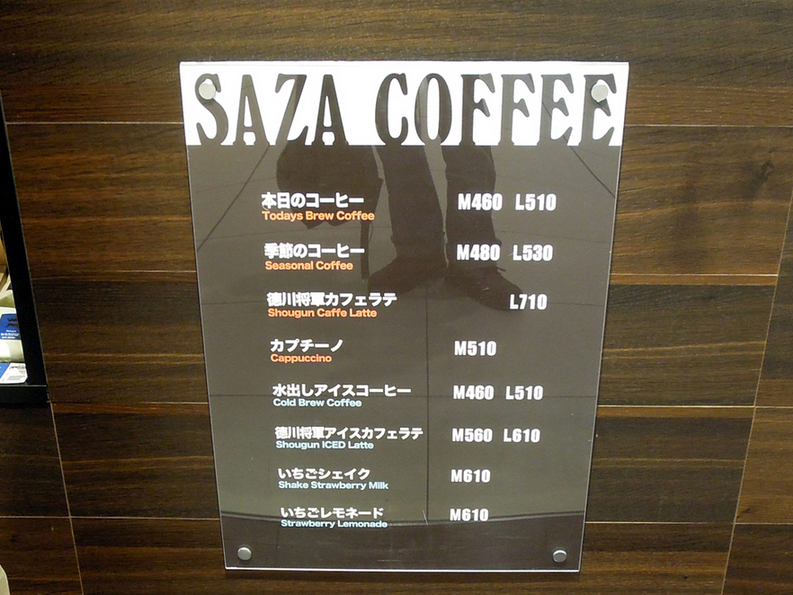 SAZA COFFEE
本日のコーヒー M460 L510
Todays Brew Coffee
季節のコーヒー M480 L530
Seasonal Coffee
徳川将軍カフェラテ L710
Shougun Caffe Latte
カプチーノ M510
Cappuccino
水出しアイスコーヒー M460 L510
Cold Brew Coffee
徳川将軍アイスカフェラテ M560 L610
Shougun ICED Latte
いちごシェイク M610
Shake Strawberry Milk
いちごレモネード M610
Strawberry Lemonade